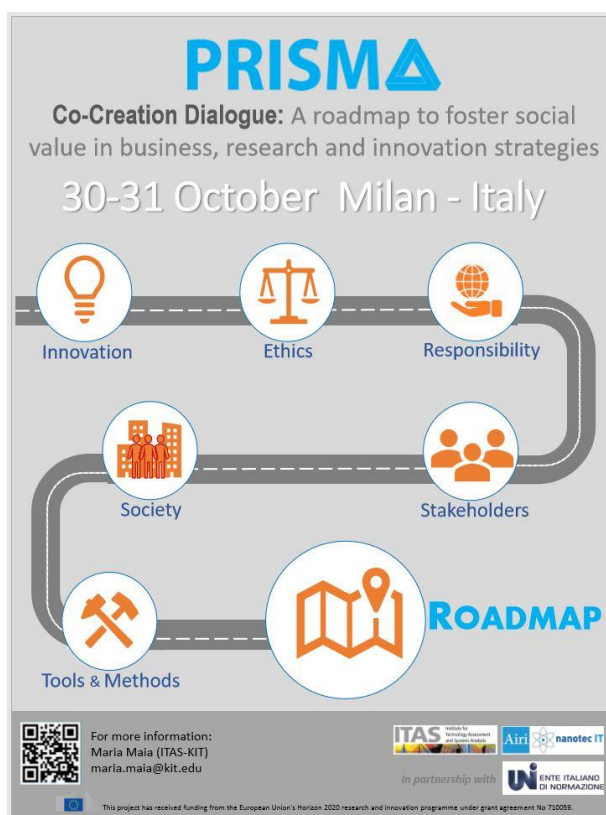 PRISMA
Co-Creation Dialogue: A roadmap to foster social
value in business, research and innovation strategies
30-31 October Milan - Italy
Innovation
Ethics
Responsibility
Society
Stakeholders
Tools & Methods
ROADMAP
For more information:
Maria Maia (ITAS-KIT)
maria.maia@kit.edu
ITAS Institute for
Technology Assessment
and Systems Analysis
Airi nanotec IT
In partnership with
UNI ENTE ITALIANO
DI NORMAZIONE
This project has received funding from the European Union's Horizon 2020 research and innovation programme under grant agreement No 710059.